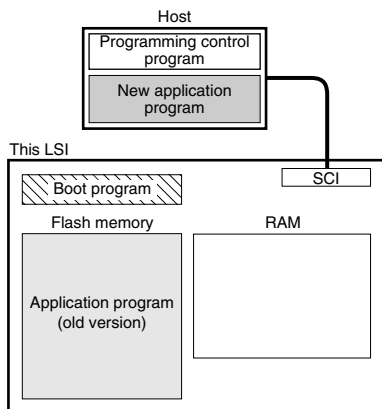 Host
Programming control
program
New application
program
This LSI
SCI
Boot program
Flash memory
RAM
Application program
(old version)